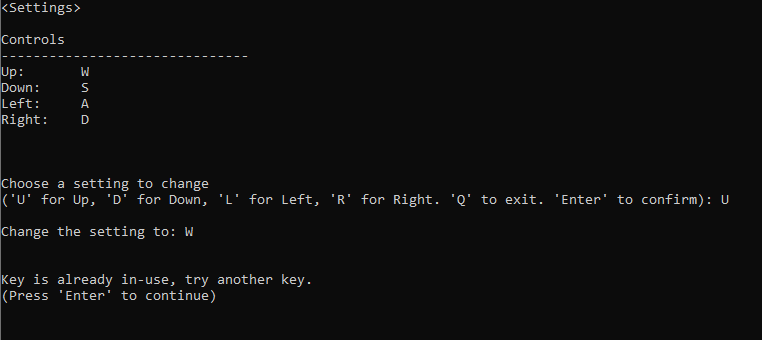 <Settings>
Controls
-------------------------------
Up: W
Down: S
Left: A
Right: D
Choose a setting to change
('U' for Up, 'D' for Down, 'L' for Left, 'R' for Right. 'Q' to exit. 'Enter' to confirm): U
Change the setting to: W
Key is already in-use, try another key.
(Press 'Enter' to continue)